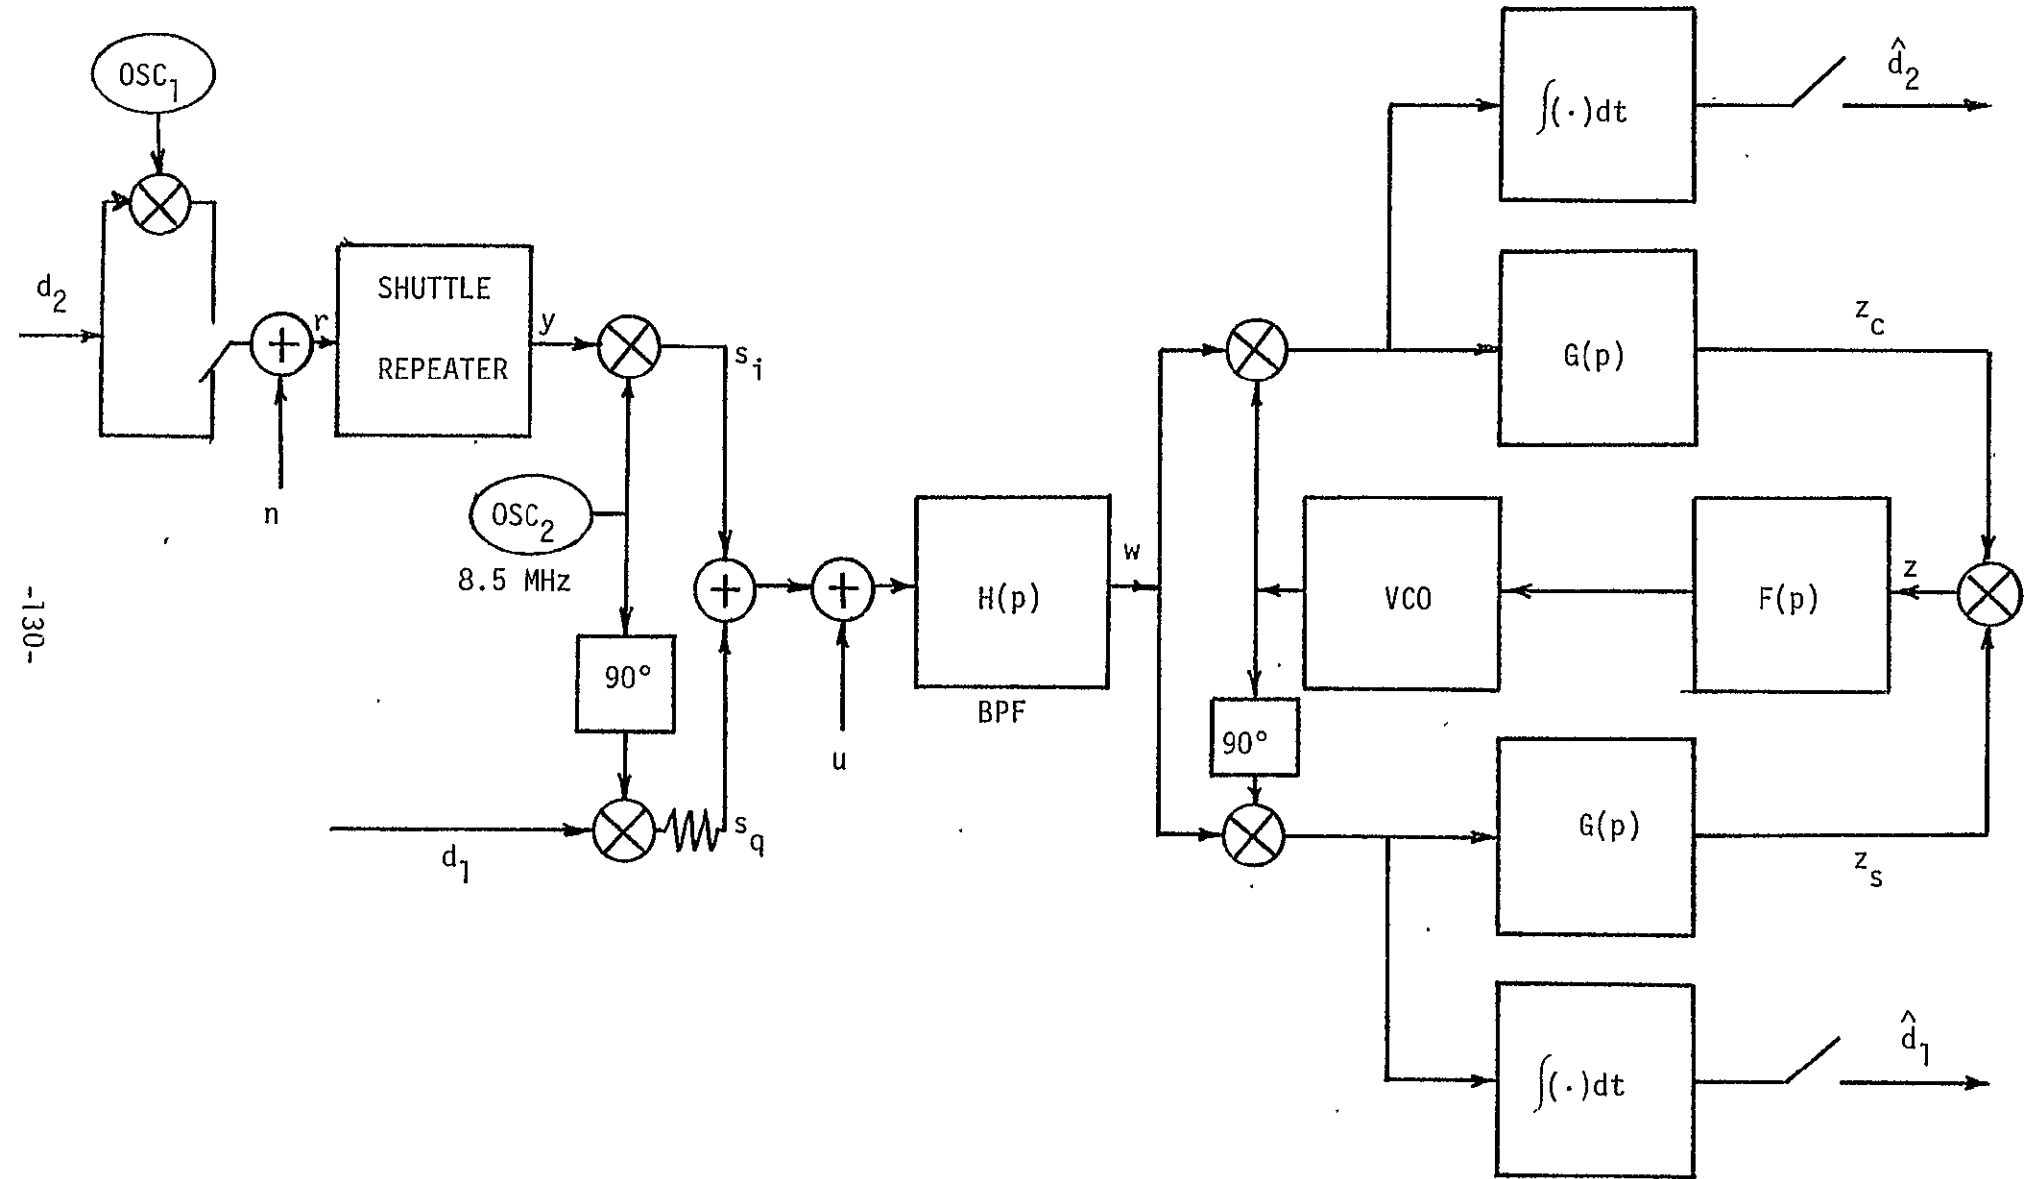 OSC1
d2
r
SHUTTLE
REPEATER
y
si
n
OSC2
8.5 MHz
90°
d1
sq
u
H(p)
BPF
w
∫(·)dt
d̂2
G(p)
zc
VCO
F(p)
z
90°
G(p)
zs
∫(·)dt
d̂1
-130-